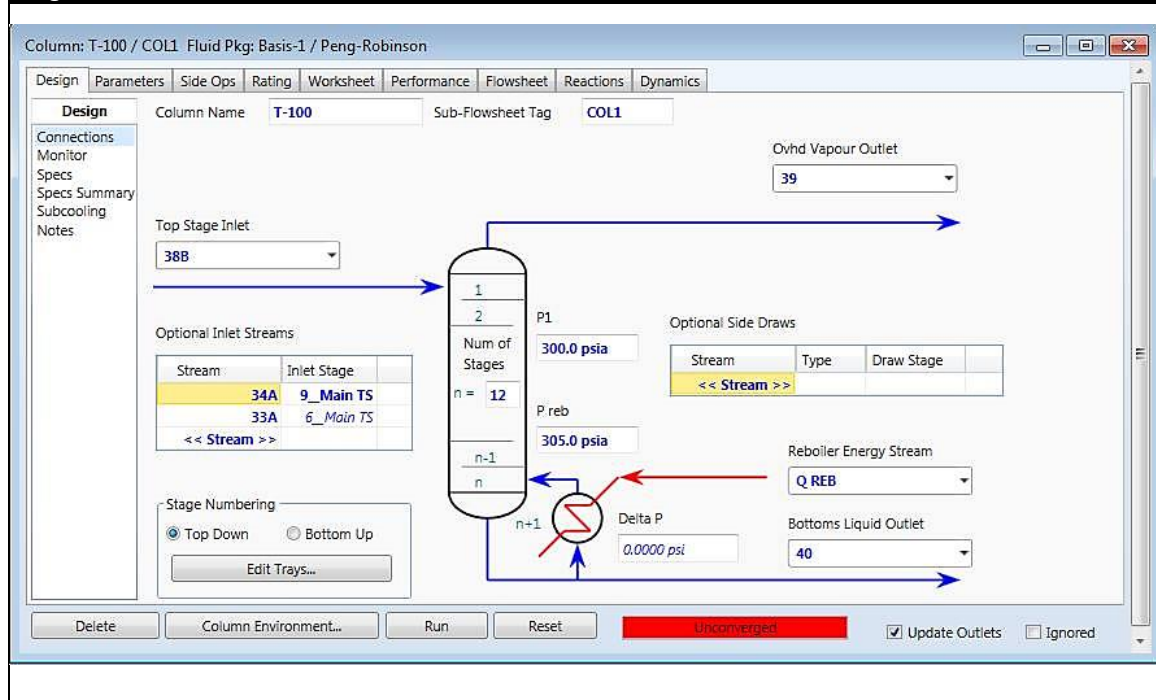 Column: T-100 / COL1 Fluid Pkg: Basis-1 / Peng-Robinson
Design Parameters Side Ops Rating Worksheet Performance Flowsheet Reactions Dynamics
Design
Connections
Monitor
Specs
Specs Summary
Subcooling
Notes
Column Name T-100 Sub-Flowsheet Tag COL1
Ovhd Vapour Outlet
39
Top Stage Inlet
38B
Optional Inlet Streams
Stream Inlet Stage
34A 9__Main TS
33A 6__Main TS
<< Stream >>
Stage Numbering
Top Down Bottom Up
Edit Trays...
1
2
Num of
Stages
n = 12
n-1
n
n+1
P1
300.0 psia
P reb
305.0 psia
Delta P
0.0000 psi
Optional Side Draws
Stream Type Draw Stage
<< Stream >>
Reboiler Energy Stream
Q REB
Bottoms Liquid Outlet
40
Delete Column Environment... Run Reset Unconverged Update Outlets Ignored